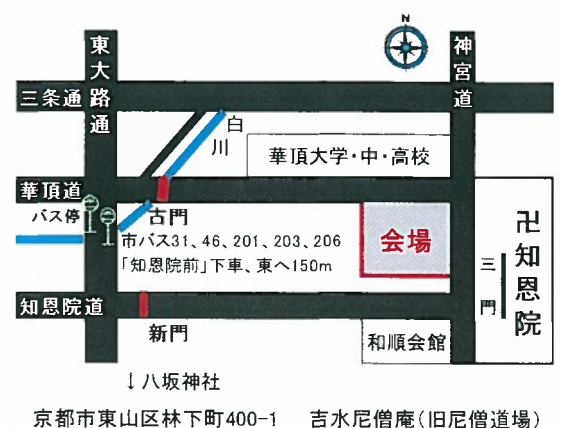 N
東大路通
神宮道
三条通
白川
華頂大学・中・高校
華頂道
バス停
古門
市バス31、46、201、203、206
「知恩院前」下車、東へ150m
会場
卍知恩院
三門
知恩院道
新門
和順会館
↓八坂神社
京都市東山区林下町400-1 吉水尼僧庵(旧尼僧道場)